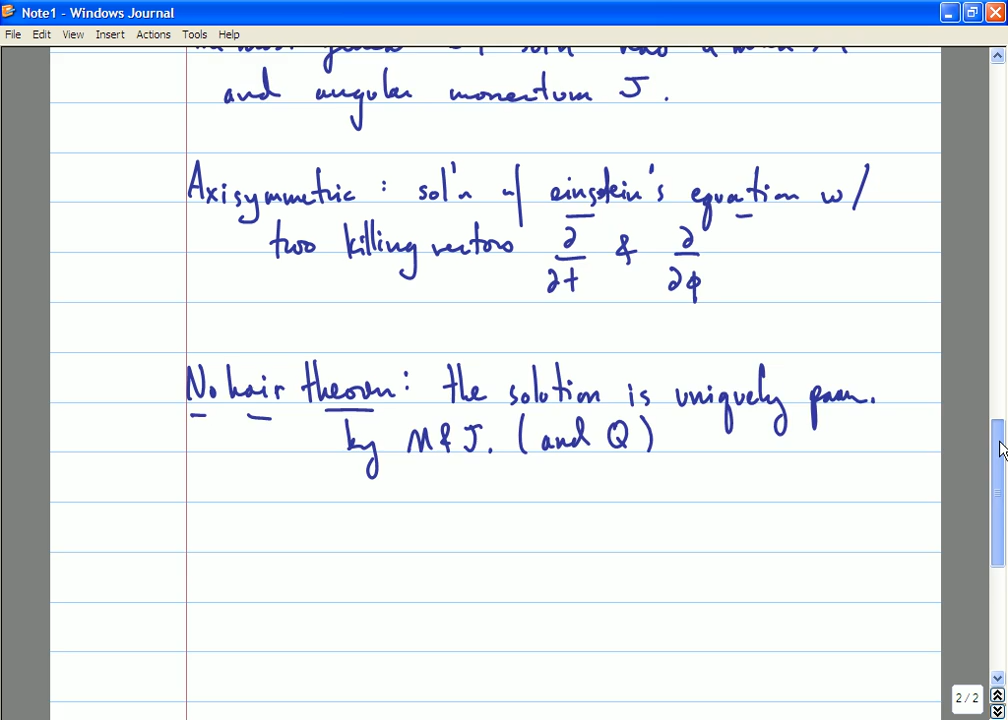 Note1 - Windows Journal
File Edit View Insert Actions Tools Help
and angular momentum J.
Axisymmetric : sol'n w/ einstein's equation w/
two killing vectors ∂/∂t & ∂/∂φ
No hair theorem: the solution is uniquely param.
by M & J. (and Q)
2/2